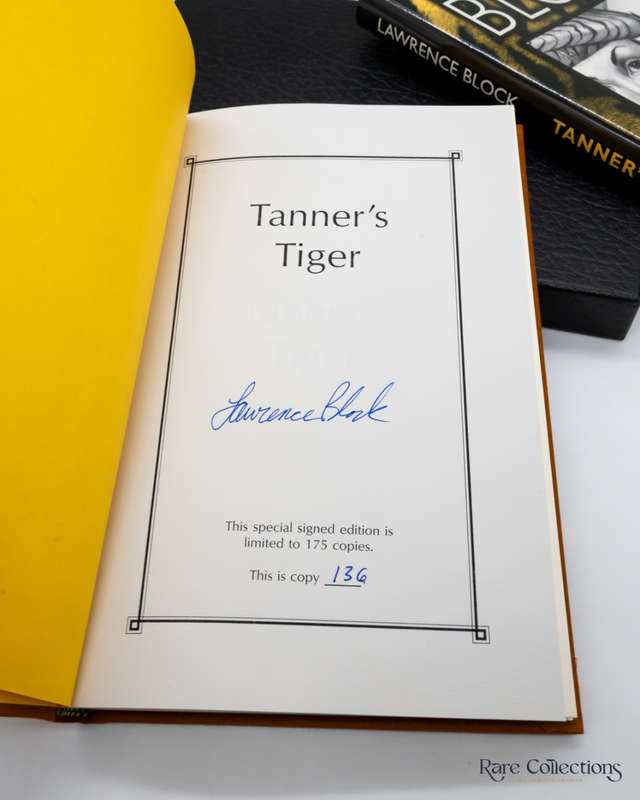 BLO
LAWRENCE BLOCK
TANNER'
Tanner's
Tiger
Lawrence Block
This special signed edition is
limited to 175 copies.
This is copy 136
Rare Collections